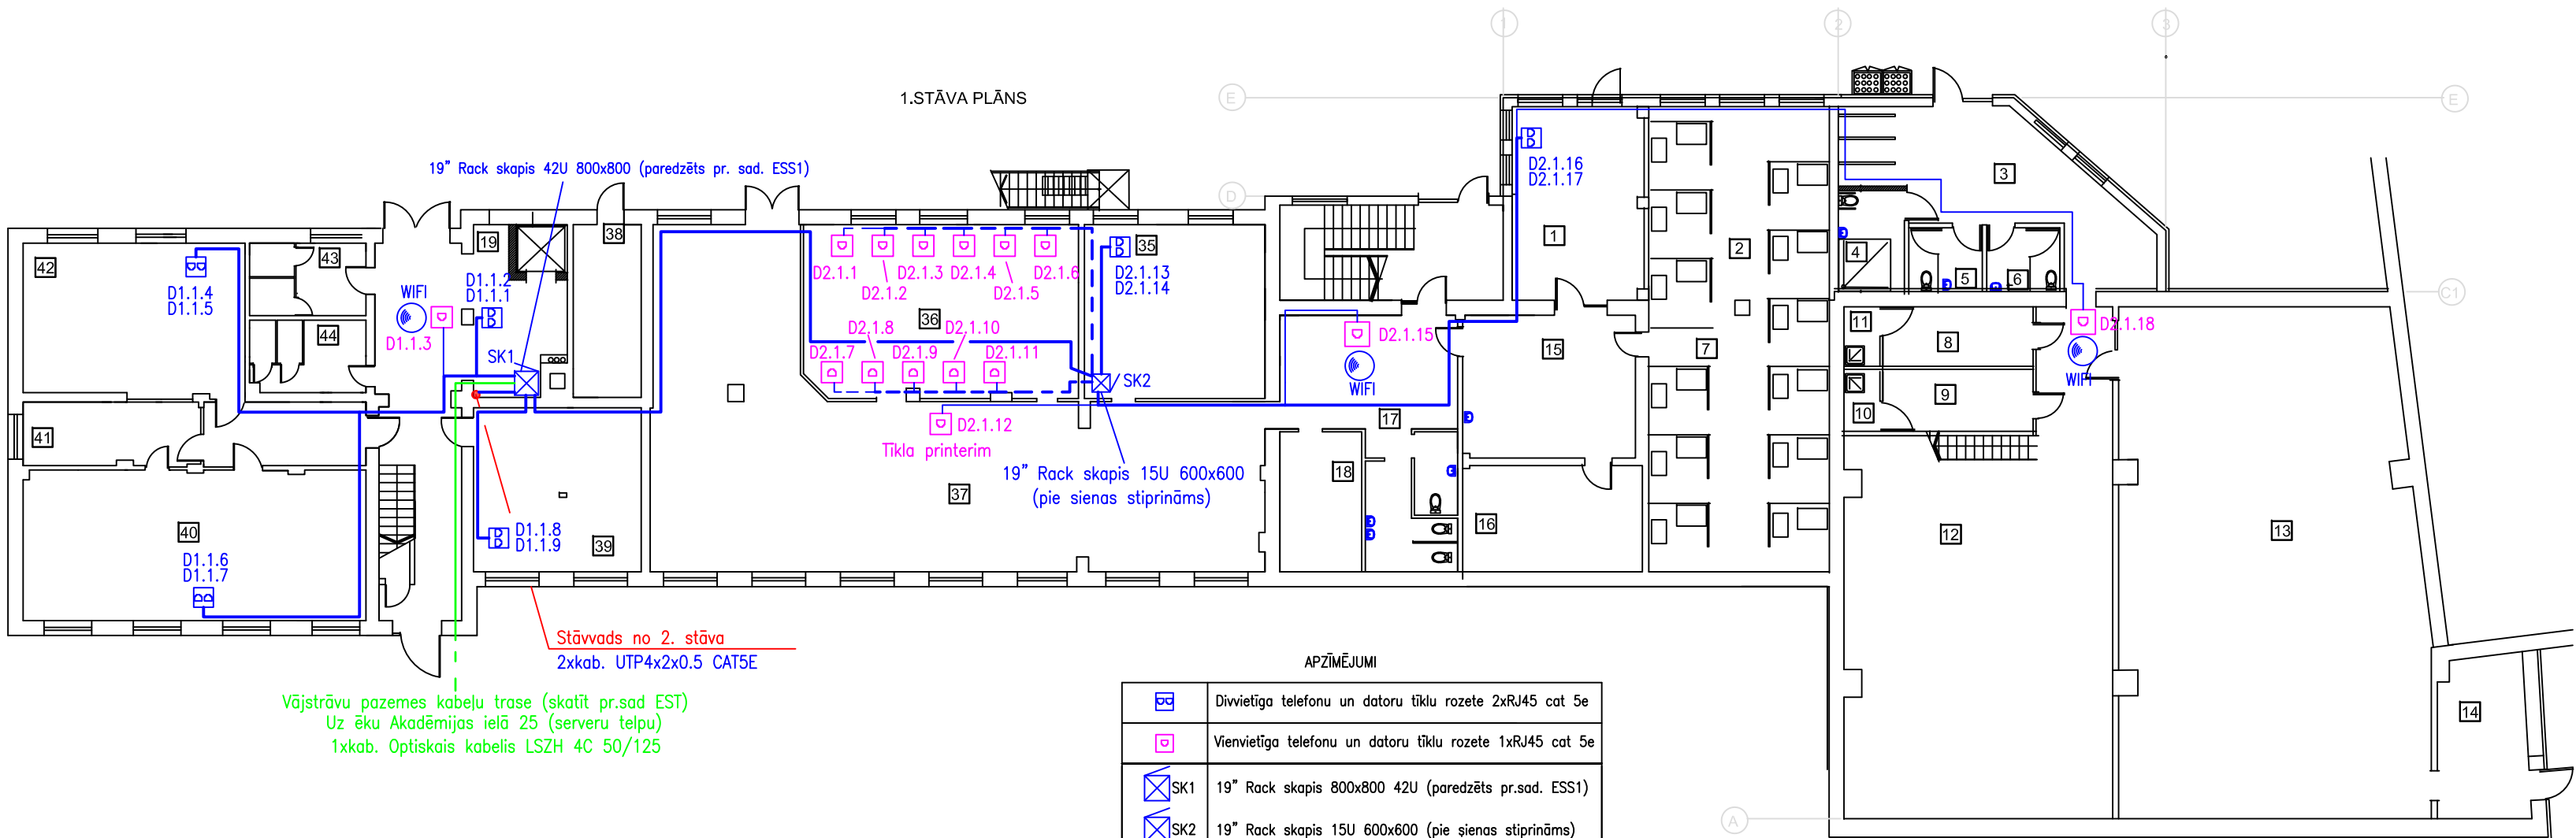 1
2
3
1.STĀVA PLĀNS
E
E
19" Rack skapis 42U 800x800 (paredzēts pr. sad. ESS1)
D2.1.16
D2.1.17
3
D
42
43
19
38
35
1
2
4
5
6
D1.1.4
D1.1.5
WIFI
D1.1.2
D1.1.1
D2.1.1
D2.1.3
D2.1.4
D2.1.6
D2.1.2
D2.1.5
D2.1.13
D2.1.14
C1
44
D1.1.3
SK1
36
D2.1.8
D2.1.10
D2.1.7
D2.1.9
D2.1.11
SK2
D2.1.15
WIFI
15
7
11
8
D2.1.18
WIFI
41
D2.1.12
Tīkla printerim
17
10
9
19" Rack skapis 15U 600x600
(pie sienas stiprināms)
18
37
16
40
D1.1.8
D1.1.9
39
12
13
D1.1.6
D1.1.7
Stāvvads no 2. stāva
2xkab. UTP4x2x0.5 CAT5E
Vājstrāvu pazemes kabeļu trase (skatīt pr.sad EST)
Uz ēku Akadēmijas ielā 25 (serveru telpu)
1xkab. Optiskais kabelis LSZH 4C 50/125
14
A
APZĪMĒJUMI
Divvietīga telefonu un datoru tīklu rozete 2xRJ45 cat 5e
Vienvietīga telefonu un datoru tīklu rozete 1xRJ45 cat 5e
SK1 19" Rack skapis 800x800 42U (paredzēts pr.sad. ESS1)
SK2 19" Rack skapis 15U 600x600 (pie sienas stiprināms)